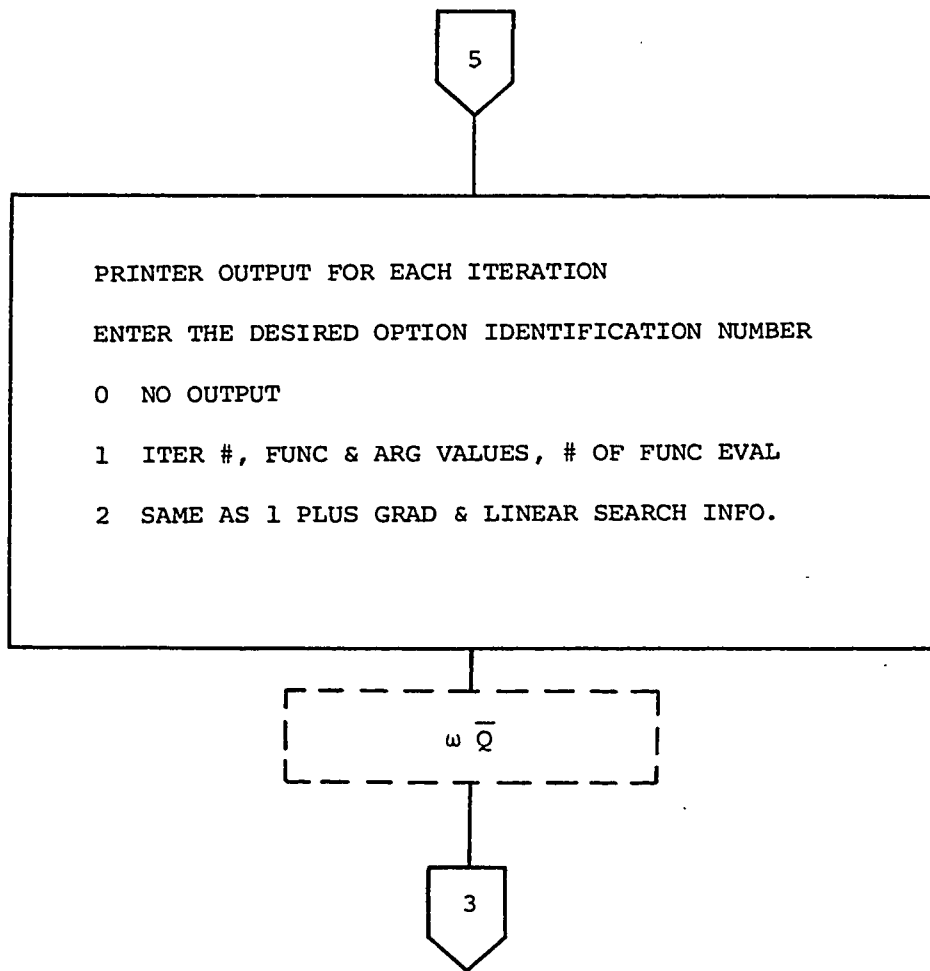 5
PRINTER OUTPUT FOR EACH ITERATION
ENTER THE DESIRED OPTION IDENTIFICATION NUMBER
0 NO OUTPUT
1 ITER #, FUNC & ARG VALUES, # OF FUNC EVAL
2 SAME AS 1 PLUS GRAD & LINEAR SEARCH INFO.
ω Q̅
3